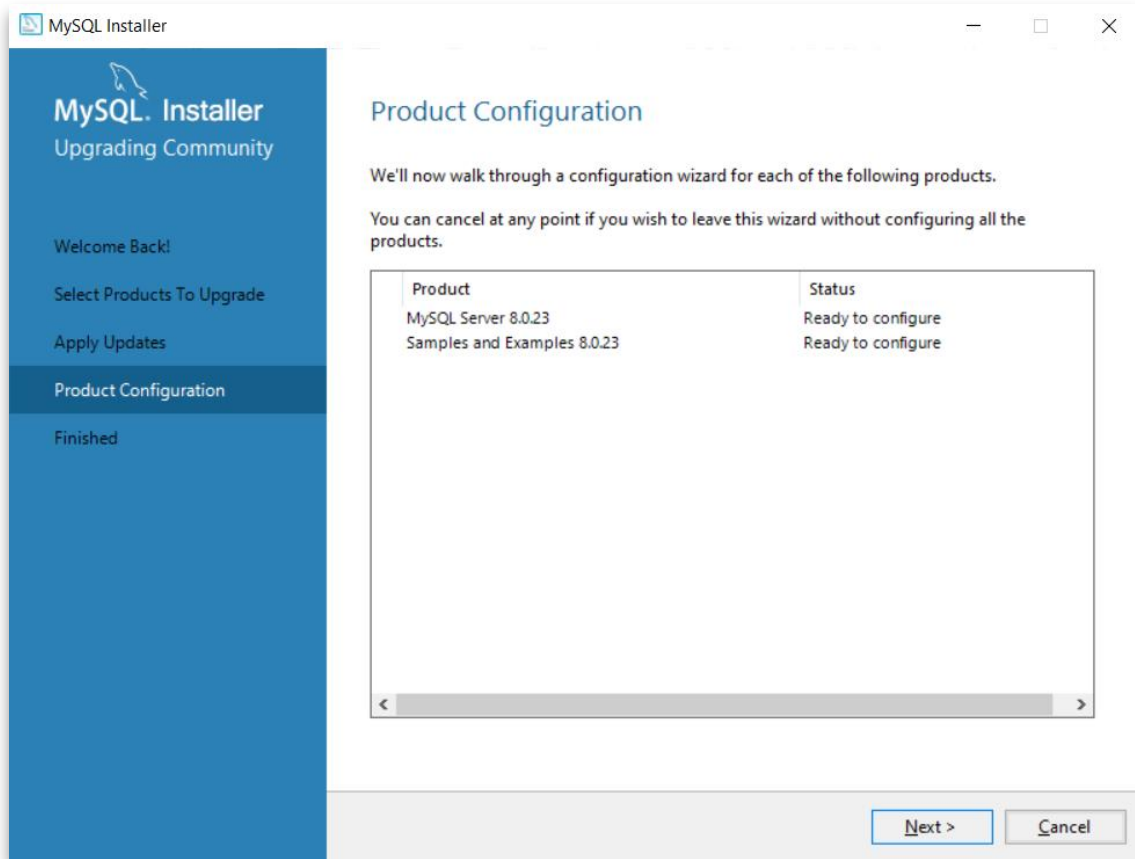 MySQL Installer
MySQL. Installer
Upgrading Community
Welcome Back!
Select Products To Upgrade
Apply Updates
Product Configuration
Finished
Product Configuration
We'll now walk through a configuration wizard for each of the following products.
You can cancel at any point if you wish to leave this wizard without configuring all the
products.
Product Status
MySQL Server 8.0.23 Ready to configure
Samples and Examples 8.0.23 Ready to configure
Next > Cancel